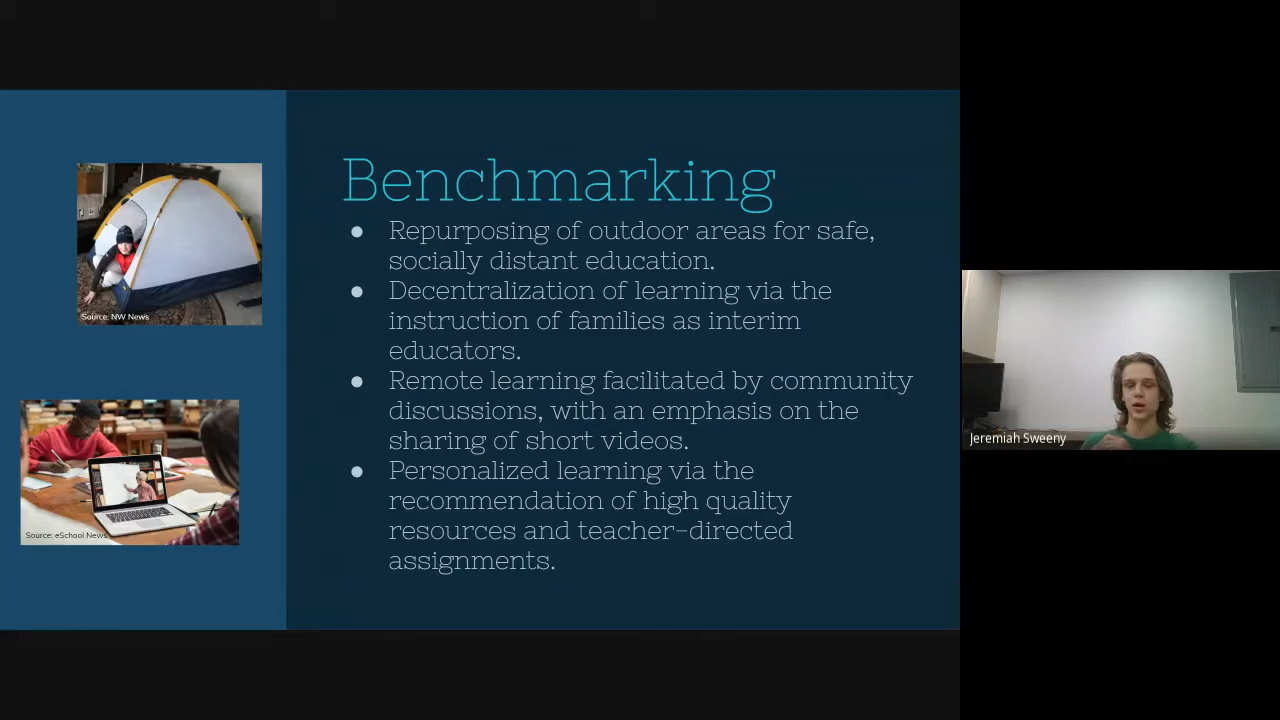 Benchmarking
● Repurposing of outdoor areas for safe,
socially distant education.
● Decentralization of learning via the
instruction of families as interim
educators.
● Remote learning facilitated by community
discussions, with an emphasis on the
sharing of short videos.
● Personalized learning via the
recommendation of high quality
resources and teacher-directed
assignments.
Source: NW News
Source: eSchool News
Jeremiah Sweeny